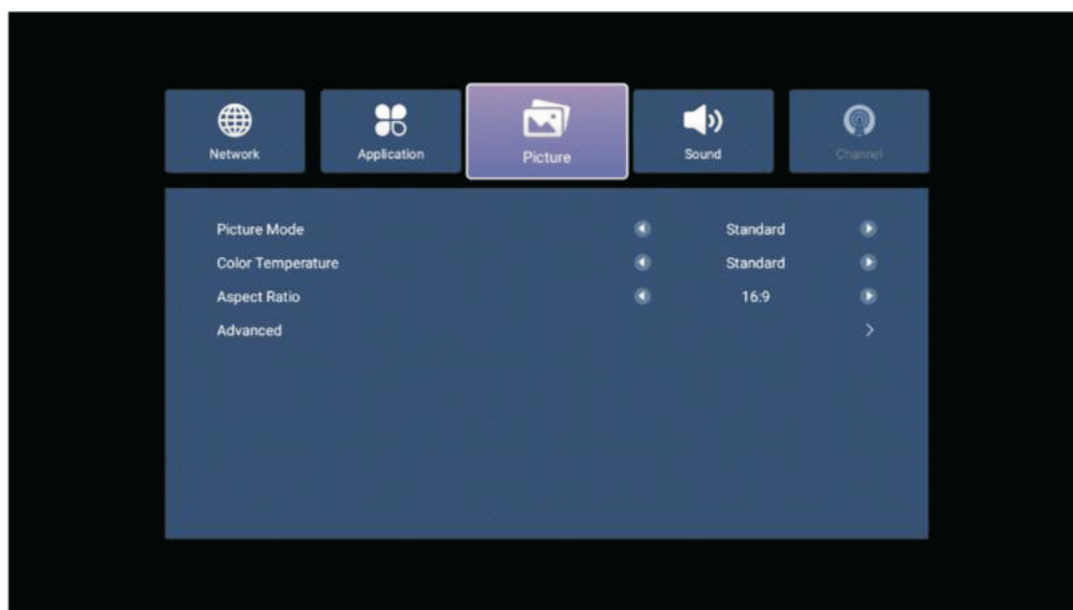 Network Application Picture Sound Channel
Picture Mode Standard
Color Temperature Standard
Aspect Ratio 16:9
Advanced